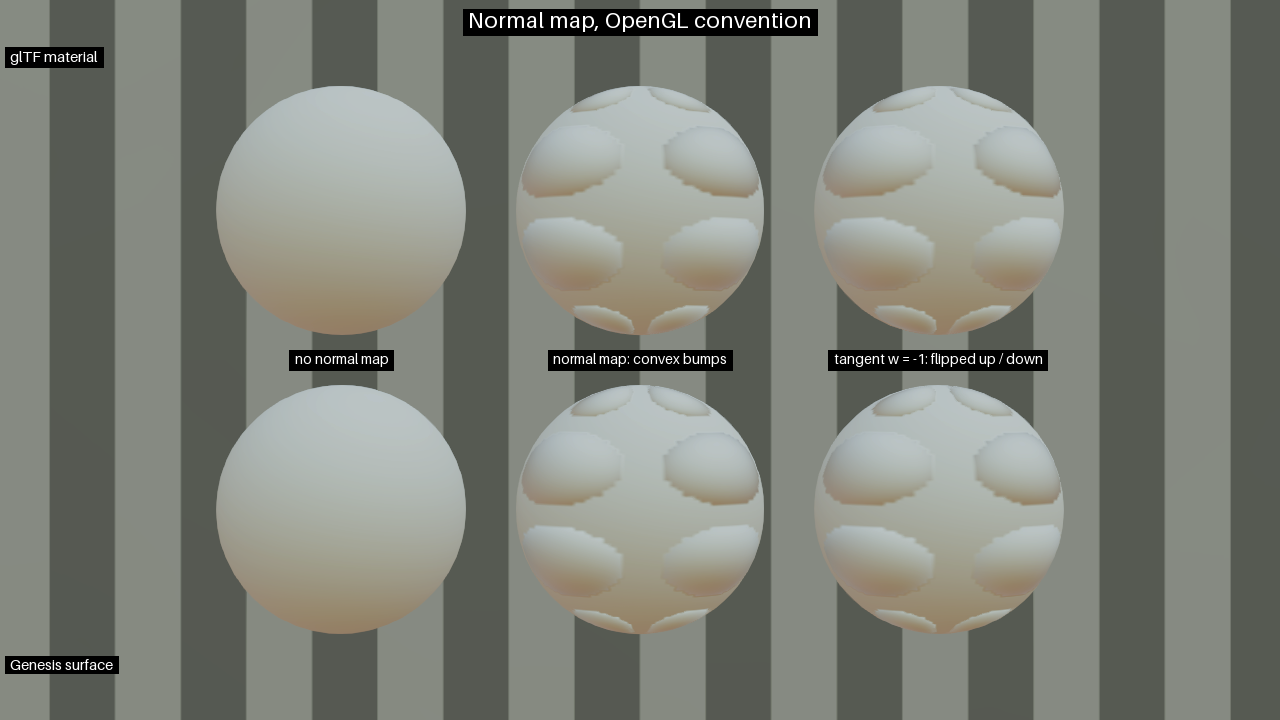 Normal map, OpenGL convention
glTF material
no normal map
normal map: convex bumps
tangent w = -1: flipped up / down
Genesis surface